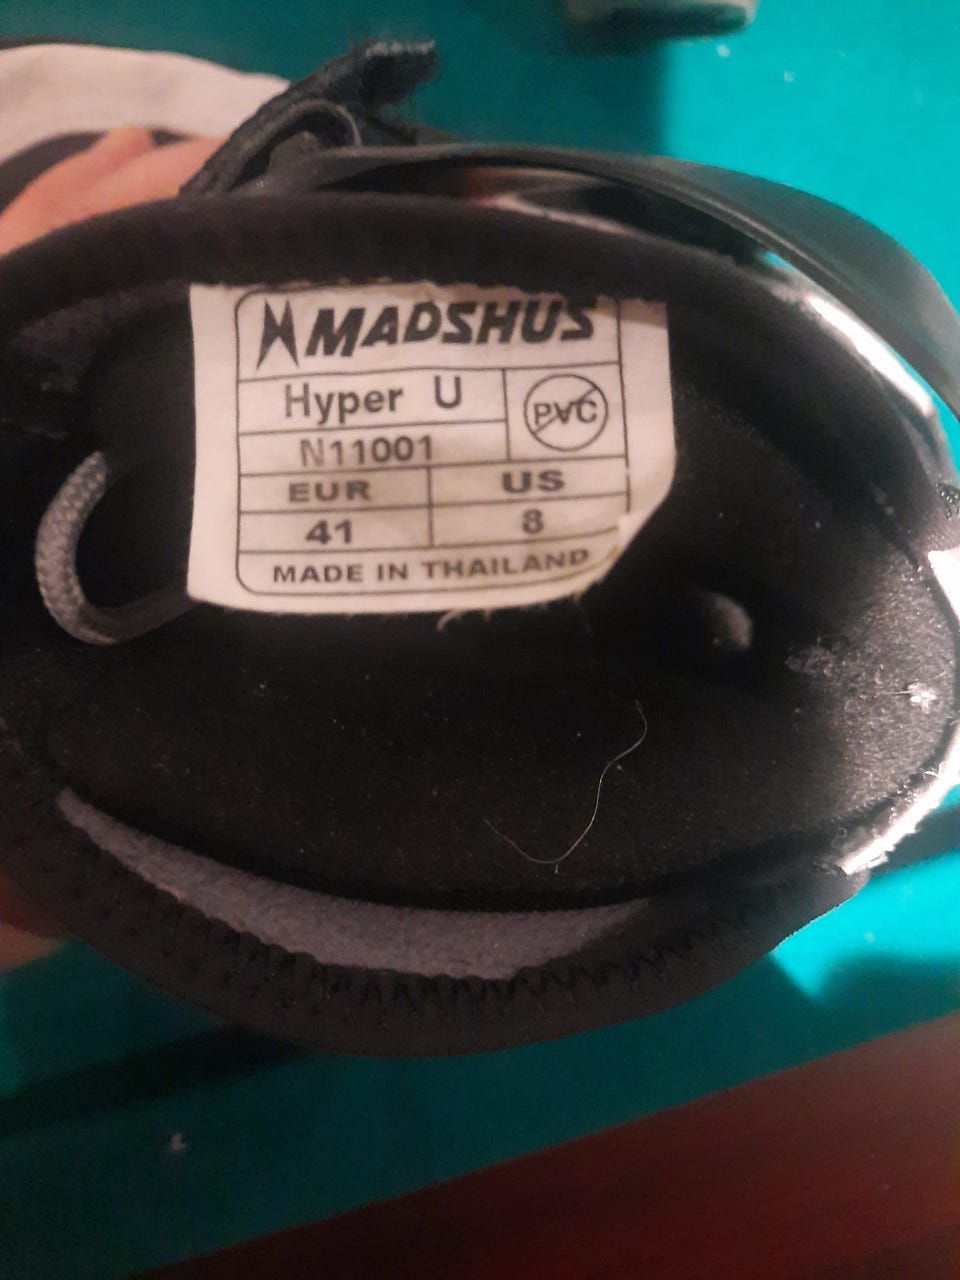 MADSHUS
Hyper U
PVC
N11001
EUR US
41 8
MADE IN THAILAND